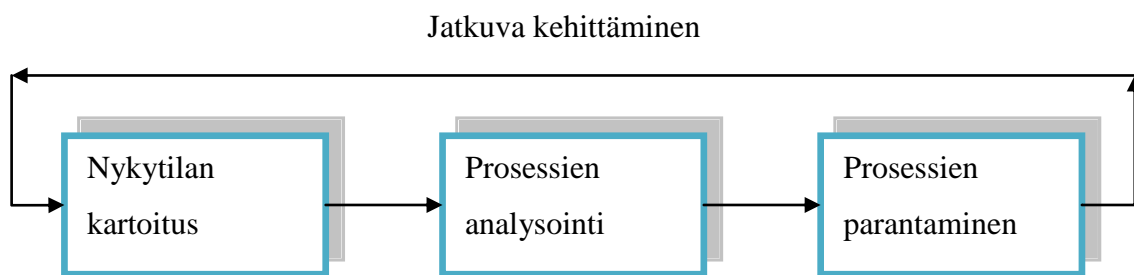 Jatkuva kehittäminen
Nykytilan
kartoitus
Prosessien
analysointi
Prosessien
parantaminen